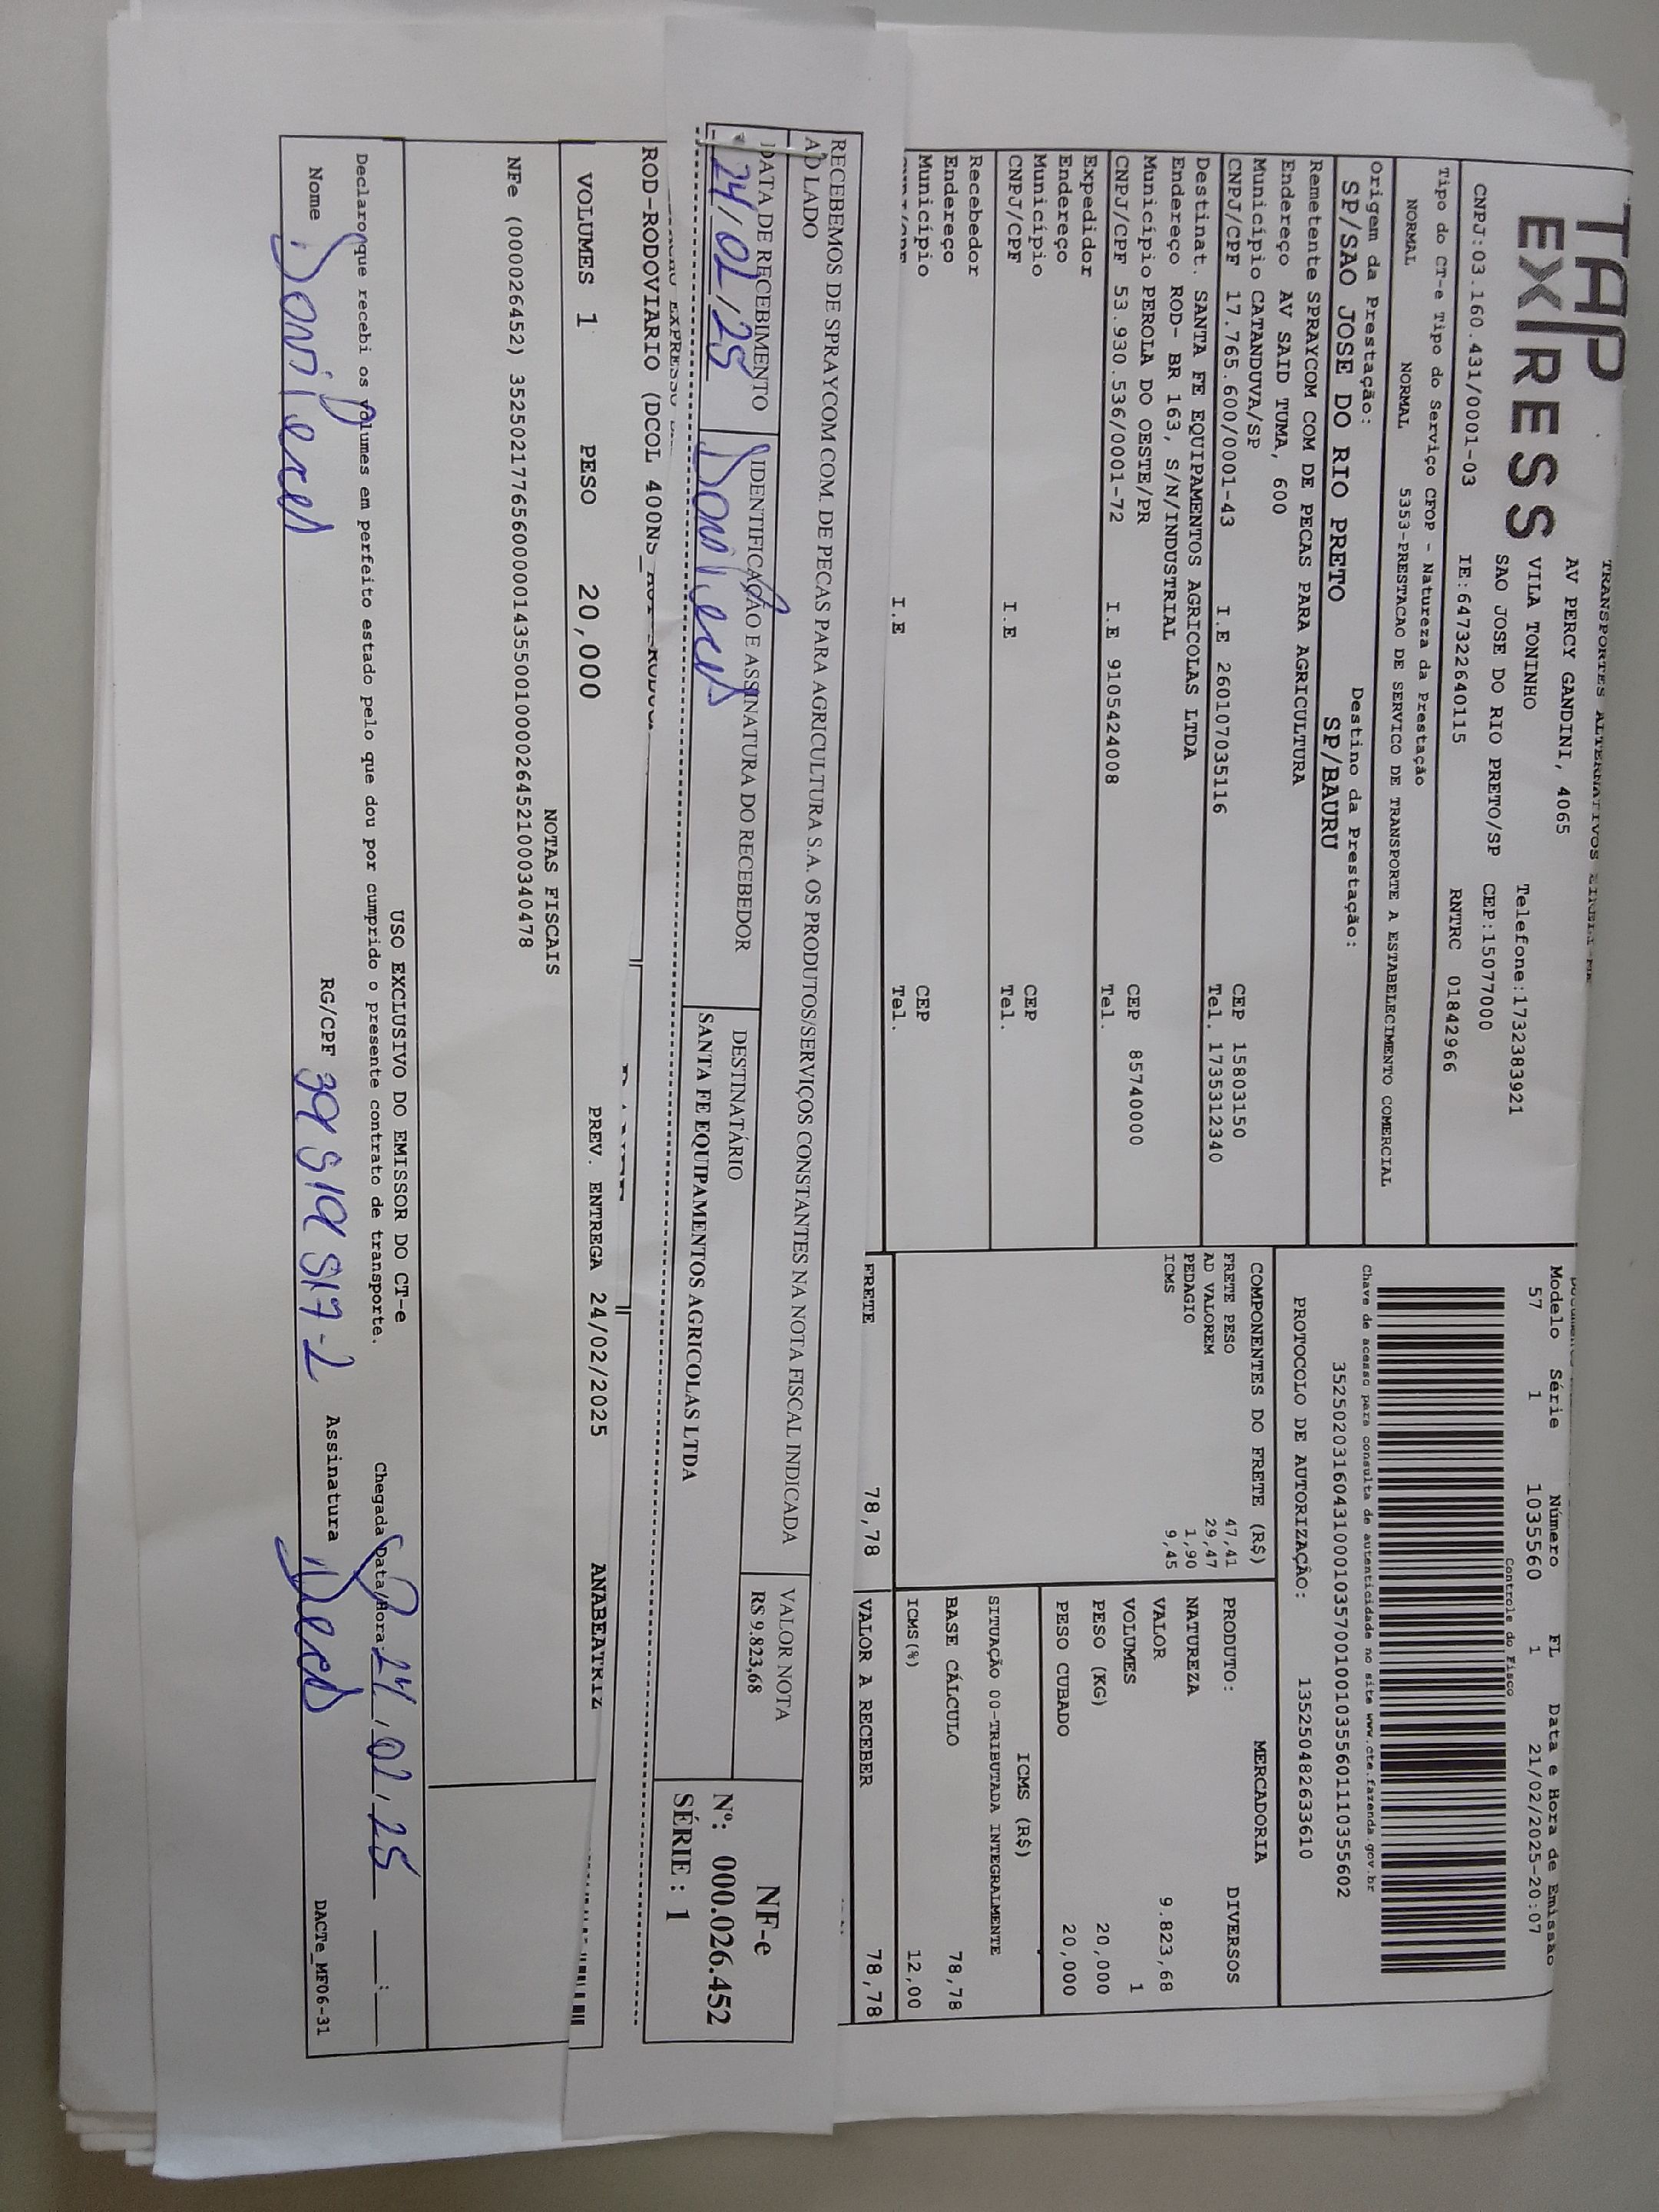 TAP
EXPRESS
TRANSPORTES ALTERNATIVOS EIRELI-ME
AV PERCY GANDINI, 4065
VILA TONINHO Telefone:1732383921
SAO JOSE DO RIO PRETO/SP CEP:15077000
CNPJ:03.160.431/0001-03 IE:647322640115 RNTRC 01842966
Tipo do CT-e Tipo do Serviço CFOP - Natureza da Prestação
NORMAL NORMAL 5353-PRESTACAO DE SERVICO DE TRANSPORTE A ESTABELECIMENTO COMERCIAL
Origem da Prestação: Destino da Prestação:
SP/SAO JOSE DO RIO PRETO SP/BAURU
Remetente SPRAYCOM COM DE PECAS PARA AGRICULTURA
Endereço AV SAID TUMA, 600
Município CATANDUVA/SP CEP 15803150
CNPJ/CPF 17.765.600/0001-43 I.E 260107035116 Tel. 1735312340
Destinat. SANTA FE EQUIPAMENTOS AGRICOLAS LTDA
Endereço ROD- BR 163, S/N/INDUSTRIAL
Município PEROLA DO OESTE/PR CEP 85740000
CNPJ/CPF 53.930.536/0001-72 I.E 9105424008 Tel.
Expedidor
Endereço
Município CEP
CNPJ/CPF I.E Tel.
Recebedor
Endereço
Município CEP
CNPJ/CPF I.E Tel.
Modelo Série Número FL Data e Hora de Emissão
57 1 1035560 1 21/02/2025-20:07
Controle do Fisco
Chave de acesso para consulta de autenticidade no site www.cte.fazenda.gov.br
35250203160431000103570010010355601110355602
PROTOCOLO DE AUTORIZAÇÃO: 135250482633610
COMPONENTES DO FRETE (R$)
FRETE PESO 47,41
AD VALOREM 29,47
PEDAGIO 1,90
ICMS 9,45
MERCADORIA
PRODUTO: DIVERSOS
NATUREZA
VALOR 9.823,68
VOLUMES 1
PESO (KG) 20,000
PESO CUBADO 20,000
ICMS (R$)
SITUAÇÃO 00-TRIBUTADA INTEGRALMENTE
BASE CÁLCULO 78,78
ICMS(%) 12,00
FRETE 78,78 VALOR A RECEBER 78,78
RECEBEMOS DE SPRAYCOM COM. DE PECAS PARA AGRICULTURA S.A. OS PRODUTOS/SERVIÇOS CONSTANTES NA NOTA FISCAL INDICADA
AO LADO
DATA DE RECEBIMENTO IDENTIFICAÇÃO E ASSINATURA DO RECEBEDOR DESTINATÁRIO VALOR NOTA
24/02/25 SANTA FE EQUIPAMENTOS AGRICOLAS LTDA R$ 9.823,68
NF-e
Nº: 000.026.452
SÉRIE : 1
ROD-RODOVIARIO (DCOL 400NS
VOLUMES 1 PESO 20,000 PREV. ENTREGA 24/02/2025 ANABEATRIZ
NOTAS FISCAIS
NFe (000026452) 35250217765600000143550010000264521000340478
USO EXCLUSIVO DO EMISSOR DO CT-e
Declaro que recebi os volumes em perfeito estado pelo que dou por cumprido o presente contrato de transporte. Chegada Data/Hora: 24/02/25 __:__
Nome RG/CPF Assinatura
DACTe_MF06-31